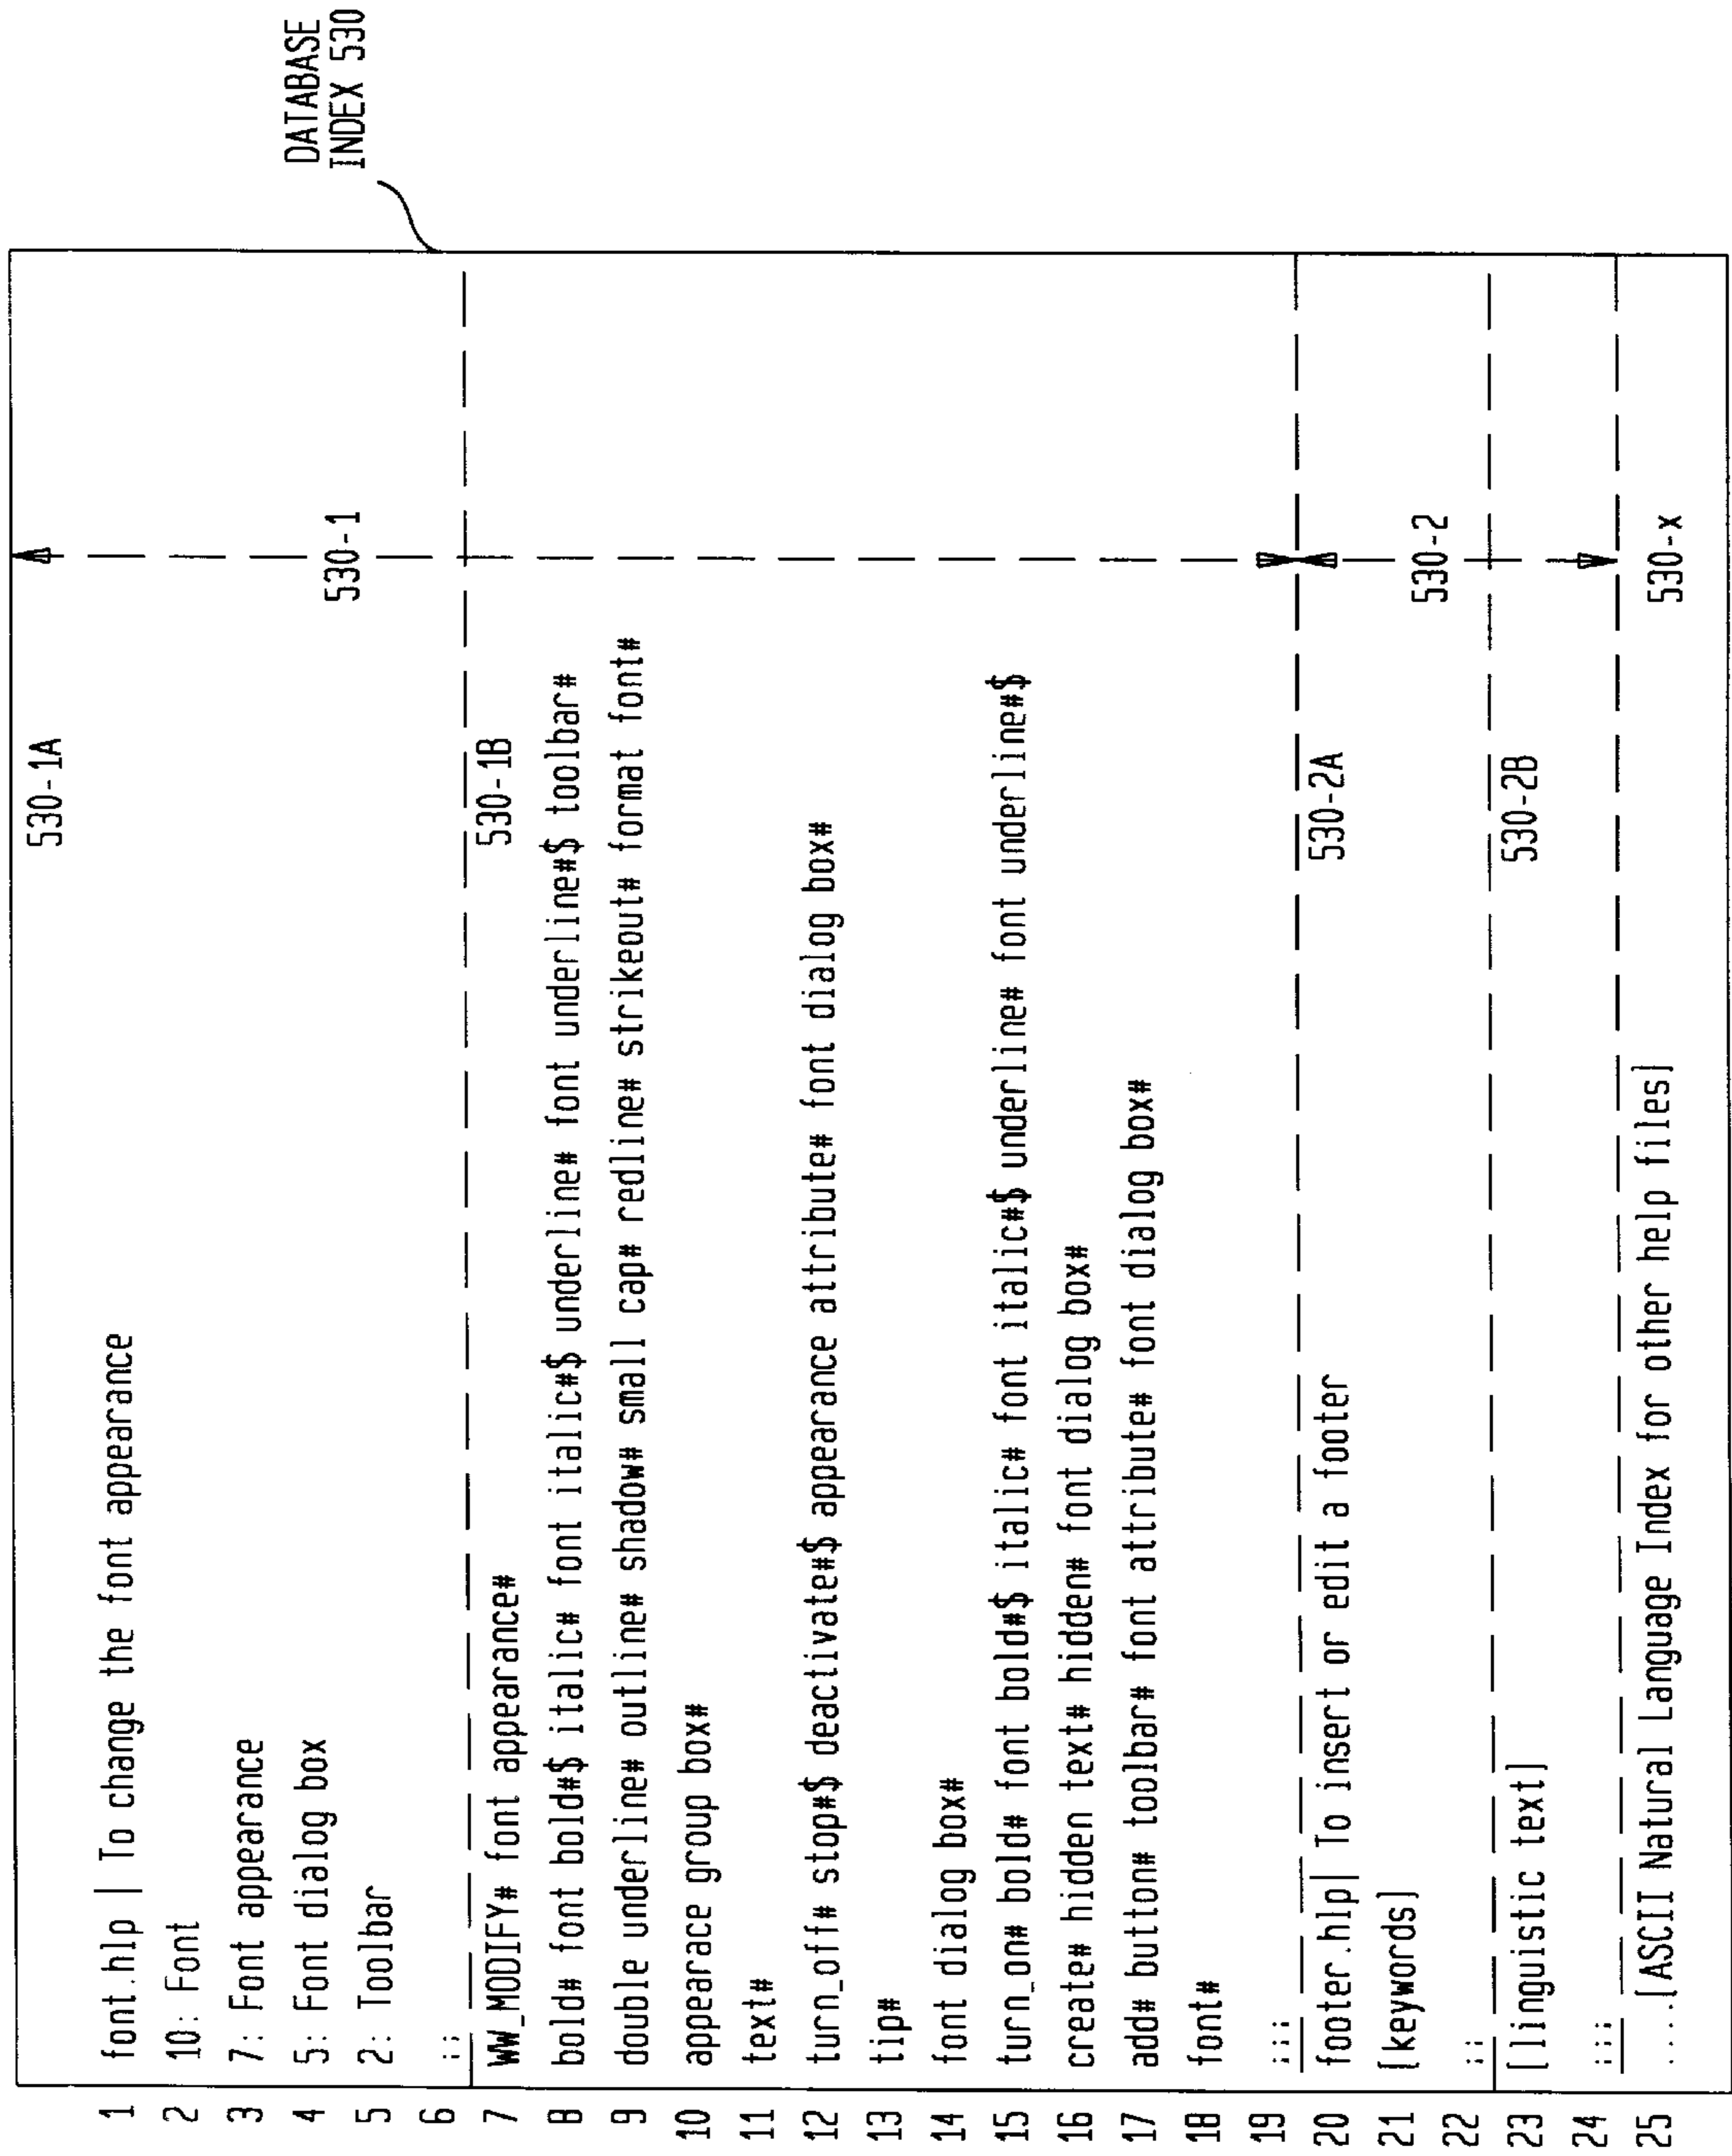 DATABASE
INDEX 530
530-1A
1 font.hlp | To change the font appearance
2 10: Font
3 7: Font appearance
4 5: Font dialog box
530-1
5 2: Toolbar
6 ;;
7 WW_MODIFY# font appearance#
530-1B
8 bold# font bold#$ italic# font italic#$ underline# font underline#$ toolbar#
9 double underline# outline# shadow# small cap# redline# strikeout# format font#
10 appearace group box#
11 text#
12 turn_off# stop#$ deactivate#$ appearance attribute# font dialog box#
13 tip#
14 font dialog box#
15 turn_on# bold# font bold#$ italic# font italic#$ underline# font underline#$
16 create# hidden text# hidden# font dialog box#
17 add# button# toolbar# font attribute# font dialog box#
18 font#
19 ;;;
20 footer.hlp| To insert or edit a footer
530-2A
21 [keywords]
530-2
22 ;;
23 [linguistic text]
530-2B
24 ;;;
25 ....[ASCII Natural Language Index for other help files]
530-x